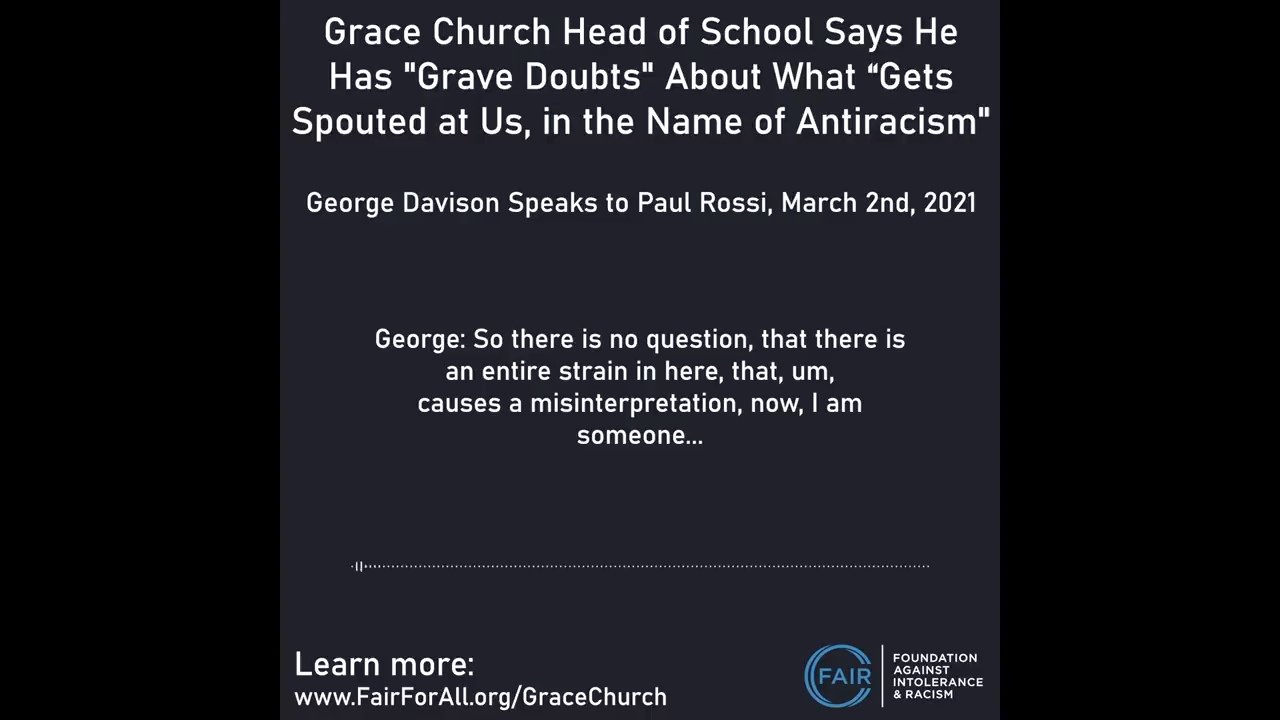 Grace Church Head of School Says He
Has "Grave Doubts" About What “Gets
Spouted at Us, in the Name of Antiracism"
George Davison Speaks to Paul Rossi, March 2nd, 2021
George: So there is no question, that there is
an entire strain in here, that, um,
causes a misinterpretation, now, I am
someone...
Learn more:
www.FairForAll.org/GraceChurch
FAIR
FOUNDATION
AGAINST
INTOLERANCE
& RACISM